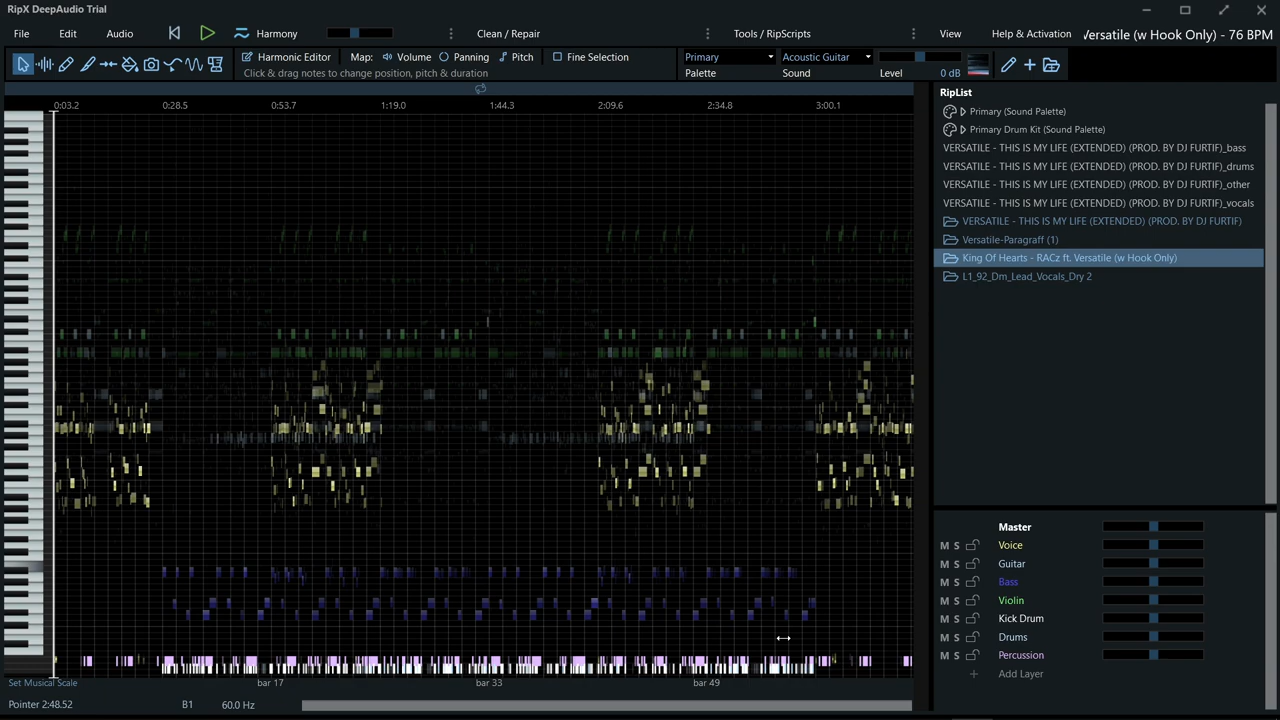 RipX DeepAudio Trial
File Edit Audio Harmony Clean / Repair Tools / RipScripts View Help & Activation Versatile (w Hook Only) - 76 BPM
Harmonic Editor Map: Volume Panning Pitch Fine Selection Primary Acoustic Guitar
Click & drag notes to change position, pitch & duration Palette Sound Level 0 dB
RipList
0:03.2 0:28.5 0:53.7 1:19.0 1:44.3 2:09.6 2:34.8 3:00.1
Primary (Sound Palette)
Primary Drum Kit (Sound Palette)
VERSATILE - THIS IS MY LIFE (EXTENDED) (PROD. BY DJ FURTIF)_bass
VERSATILE - THIS IS MY LIFE (EXTENDED) (PROD. BY DJ FURTIF)_drums
VERSATILE - THIS IS MY LIFE (EXTENDED) (PROD. BY DJ FURTIF)_other
VERSATILE - THIS IS MY LIFE (EXTENDED) (PROD. BY DJ FURTIF)_vocals
VERSATILE - THIS IS MY LIFE (EXTENDED) (PROD. BY DJ FURTIF)
Versatile-Paragraff (1)
King Of Hearts - RACz ft. Versatile (w Hook Only)
L1_92_Dm_Lead_Vocals_Dry 2
Master
M S Voice
M S Guitar
M S Bass
M S Violin
M S Kick Drum
M S Drums
M S Percussion
+ Add Layer
Set Musical Scale bar 17 bar 33 bar 49
Pointer 2:48.52 B1 60.0 Hz